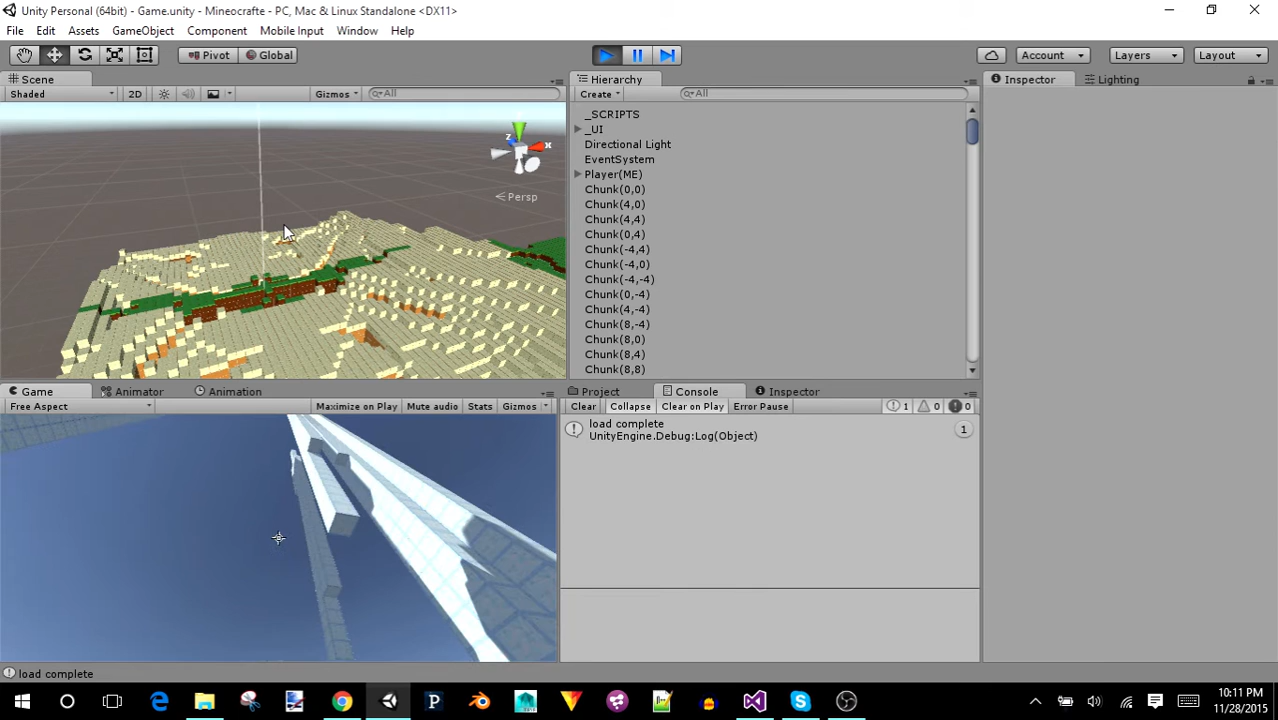 Unity Personal (64bit) - Game.unity - Mineocrafte - PC, Mac & Linux Standalone <DX11>
File Edit Assets GameObject Component Mobile Input Window Help
Pivot Global Account Layers Layout
Scene
Shaded 2D Gizmos All
z x
Persp
Hierarchy
Create All
_SCRIPTS
_UI
Directional Light
EventSystem
Player(ME)
Chunk(0,0)
Chunk(4,0)
Chunk(4,4)
Chunk(0,4)
Chunk(-4,4)
Chunk(-4,0)
Chunk(-4,-4)
Chunk(0,-4)
Chunk(4,-4)
Chunk(8,-4)
Chunk(8,0)
Chunk(8,4)
Chunk(8,8)
Inspector Lighting
Game Animator Animation
Free Aspect Maximize on Play Mute audio Stats Gizmos
Project Console Inspector
Clear Collapse Clear on Play Error Pause 1 0 0
load complete
UnityEngine.Debug:Log(Object)
1
load complete
10:11 PM
11/28/2015